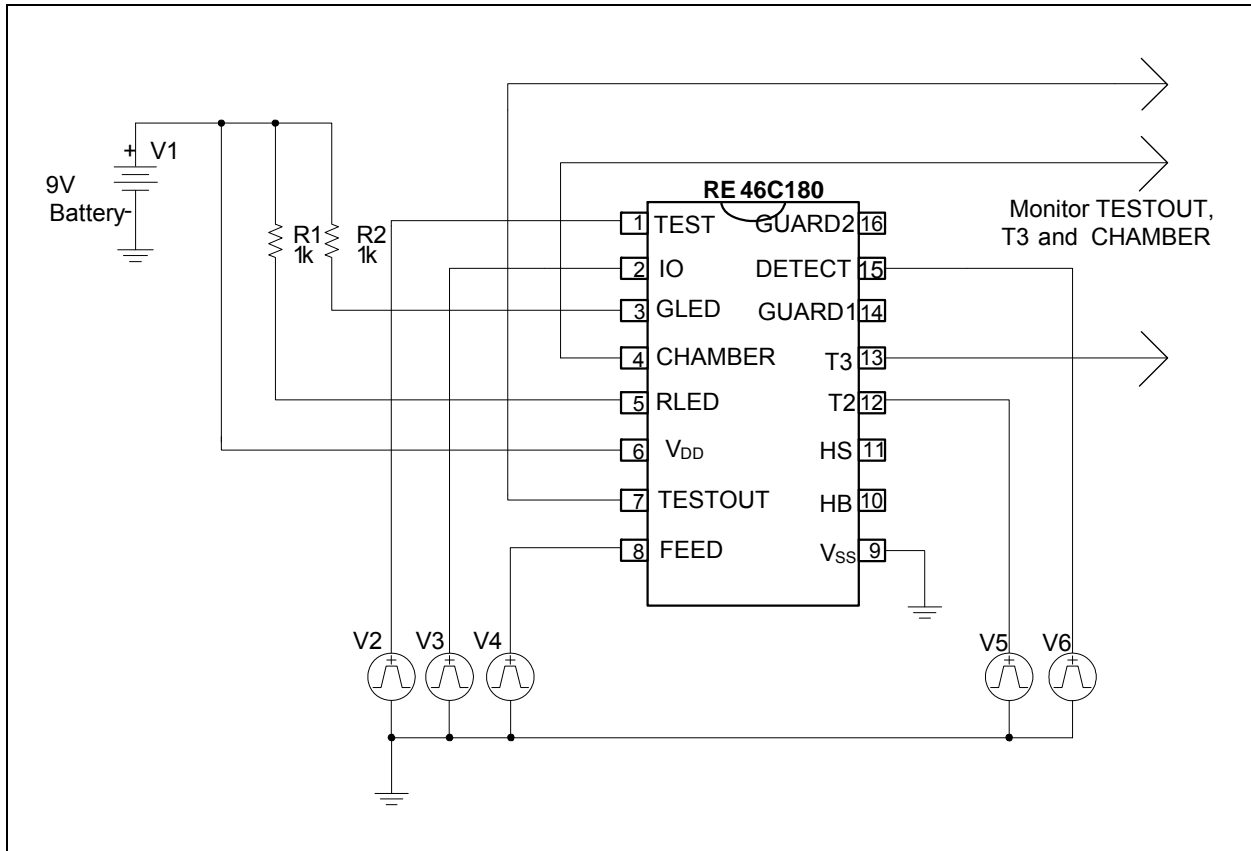 + V1
9V
Battery-
R1
1k
R2
1k
RE46C180
1 TEST
2 IO
3 GLED
4 CHAMBER
5 RLED
6 VDD
7 TESTOUT
8 FEED
GUARD2 16
DETECT 15
GUARD1 14
T3 13
T2 12
HS 11
HB 10
VSS 9
Monitor TESTOUT,
T3 and CHAMBER
V2
+
V3
+
V4
+
V5
+
V6
+